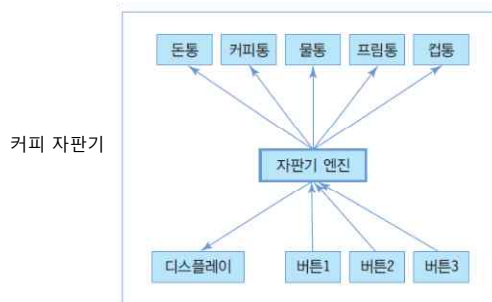 돈통 커피통 물통 프림통 컵통
커피 자판기
자판기 엔진
디스플레이 버튼1 버튼2 버튼3